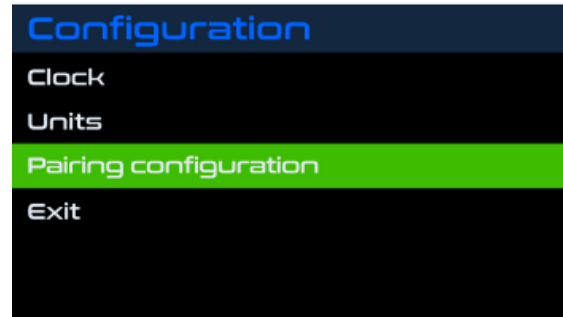 Configuration
Clock
Units
Pairing configuration
Exit